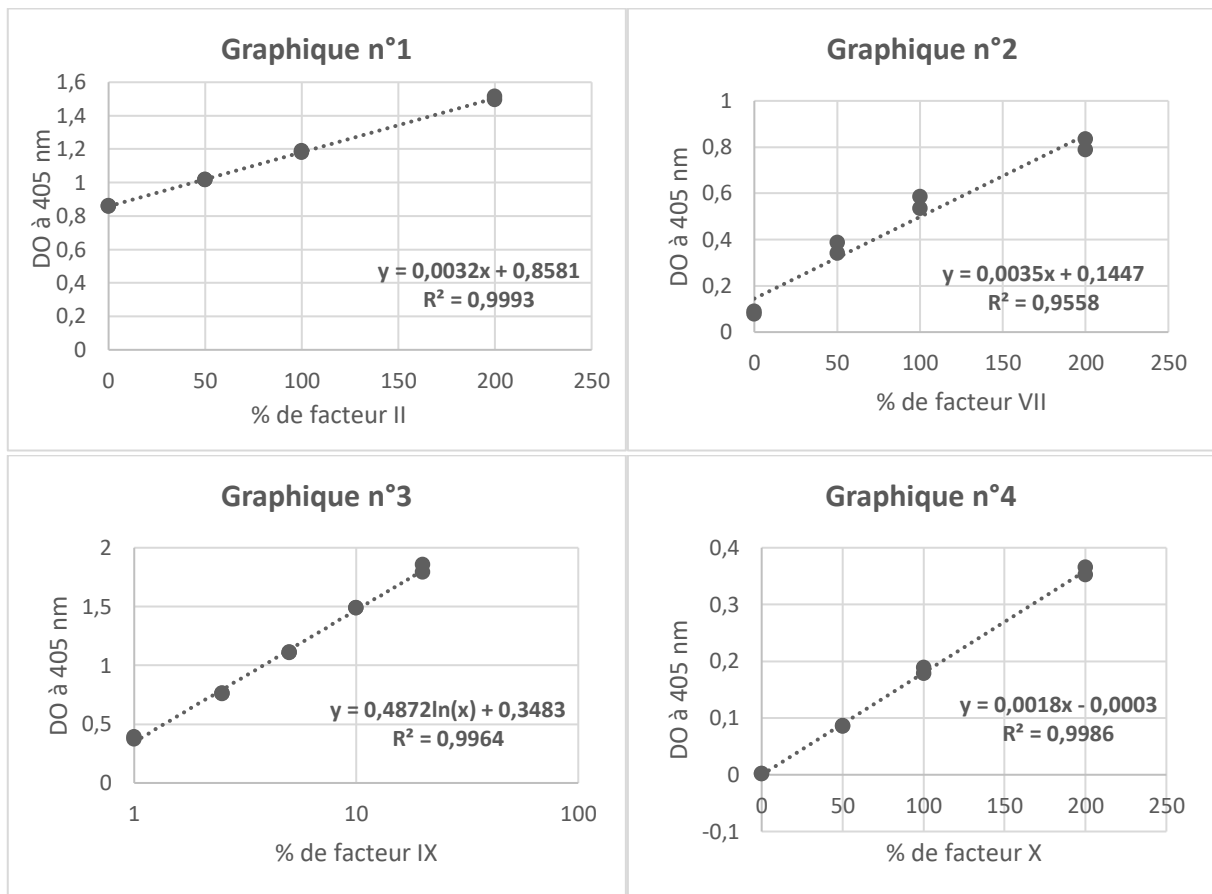 Graphique n°1
DO à 405 nm
1,6
1,4
1,2
1
0,8
0,6
0,4
0,2
0
y = 0,0032x + 0,8581
R² = 0,9993
0 50 100 150 200 250
% de facteur II
Graphique n°2
DO à 405 nm
1
0,8
0,6
0,4
0,2
0
y = 0,0035x + 0,1447
R² = 0,9558
0 50 100 150 200 250
% de facteur VII
Graphique n°3
DO à 405 nm
2
1,5
1
0,5
0
y = 0,4872ln(x) + 0,3483
R² = 0,9964
1 10 100
% de facteur IX
Graphique n°4
DO à 405 nm
0,4
0,3
0,2
0,1
0
-0,1
y = 0,0018x - 0,0003
R² = 0,9986
0 50 100 150 200 250
% de facteur X